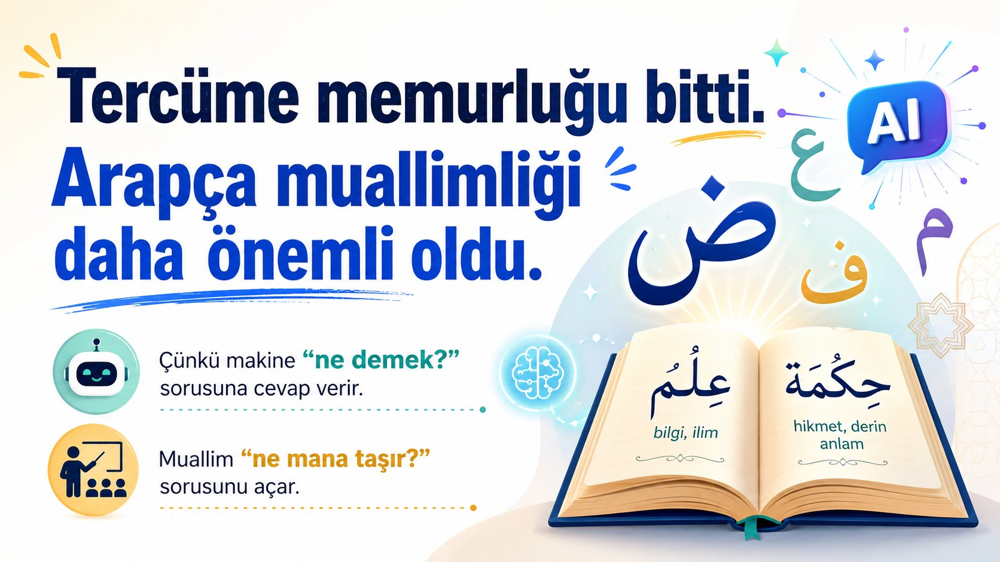 Tercüme memurluğu bitti.
Arapça muallimliği
daha önemli oldu.
Çünkü makine “ne demek?”
sorusuna cevap verir.
Muallim “ne mana taşır?”
sorusunu açar.
AI
ع
ض
م
ف
عِلْمُ
bilgi, ilim
حِكْمَة
hikmet, derin
anlam